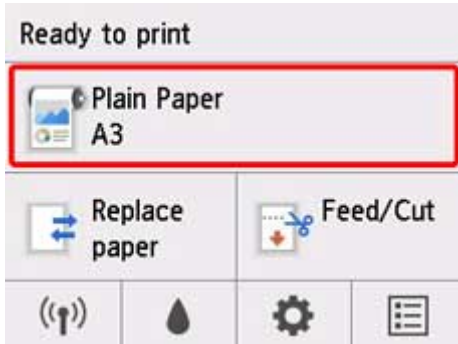 Ready to print
Plain Paper
A3
Replace
paper
Feed/Cut